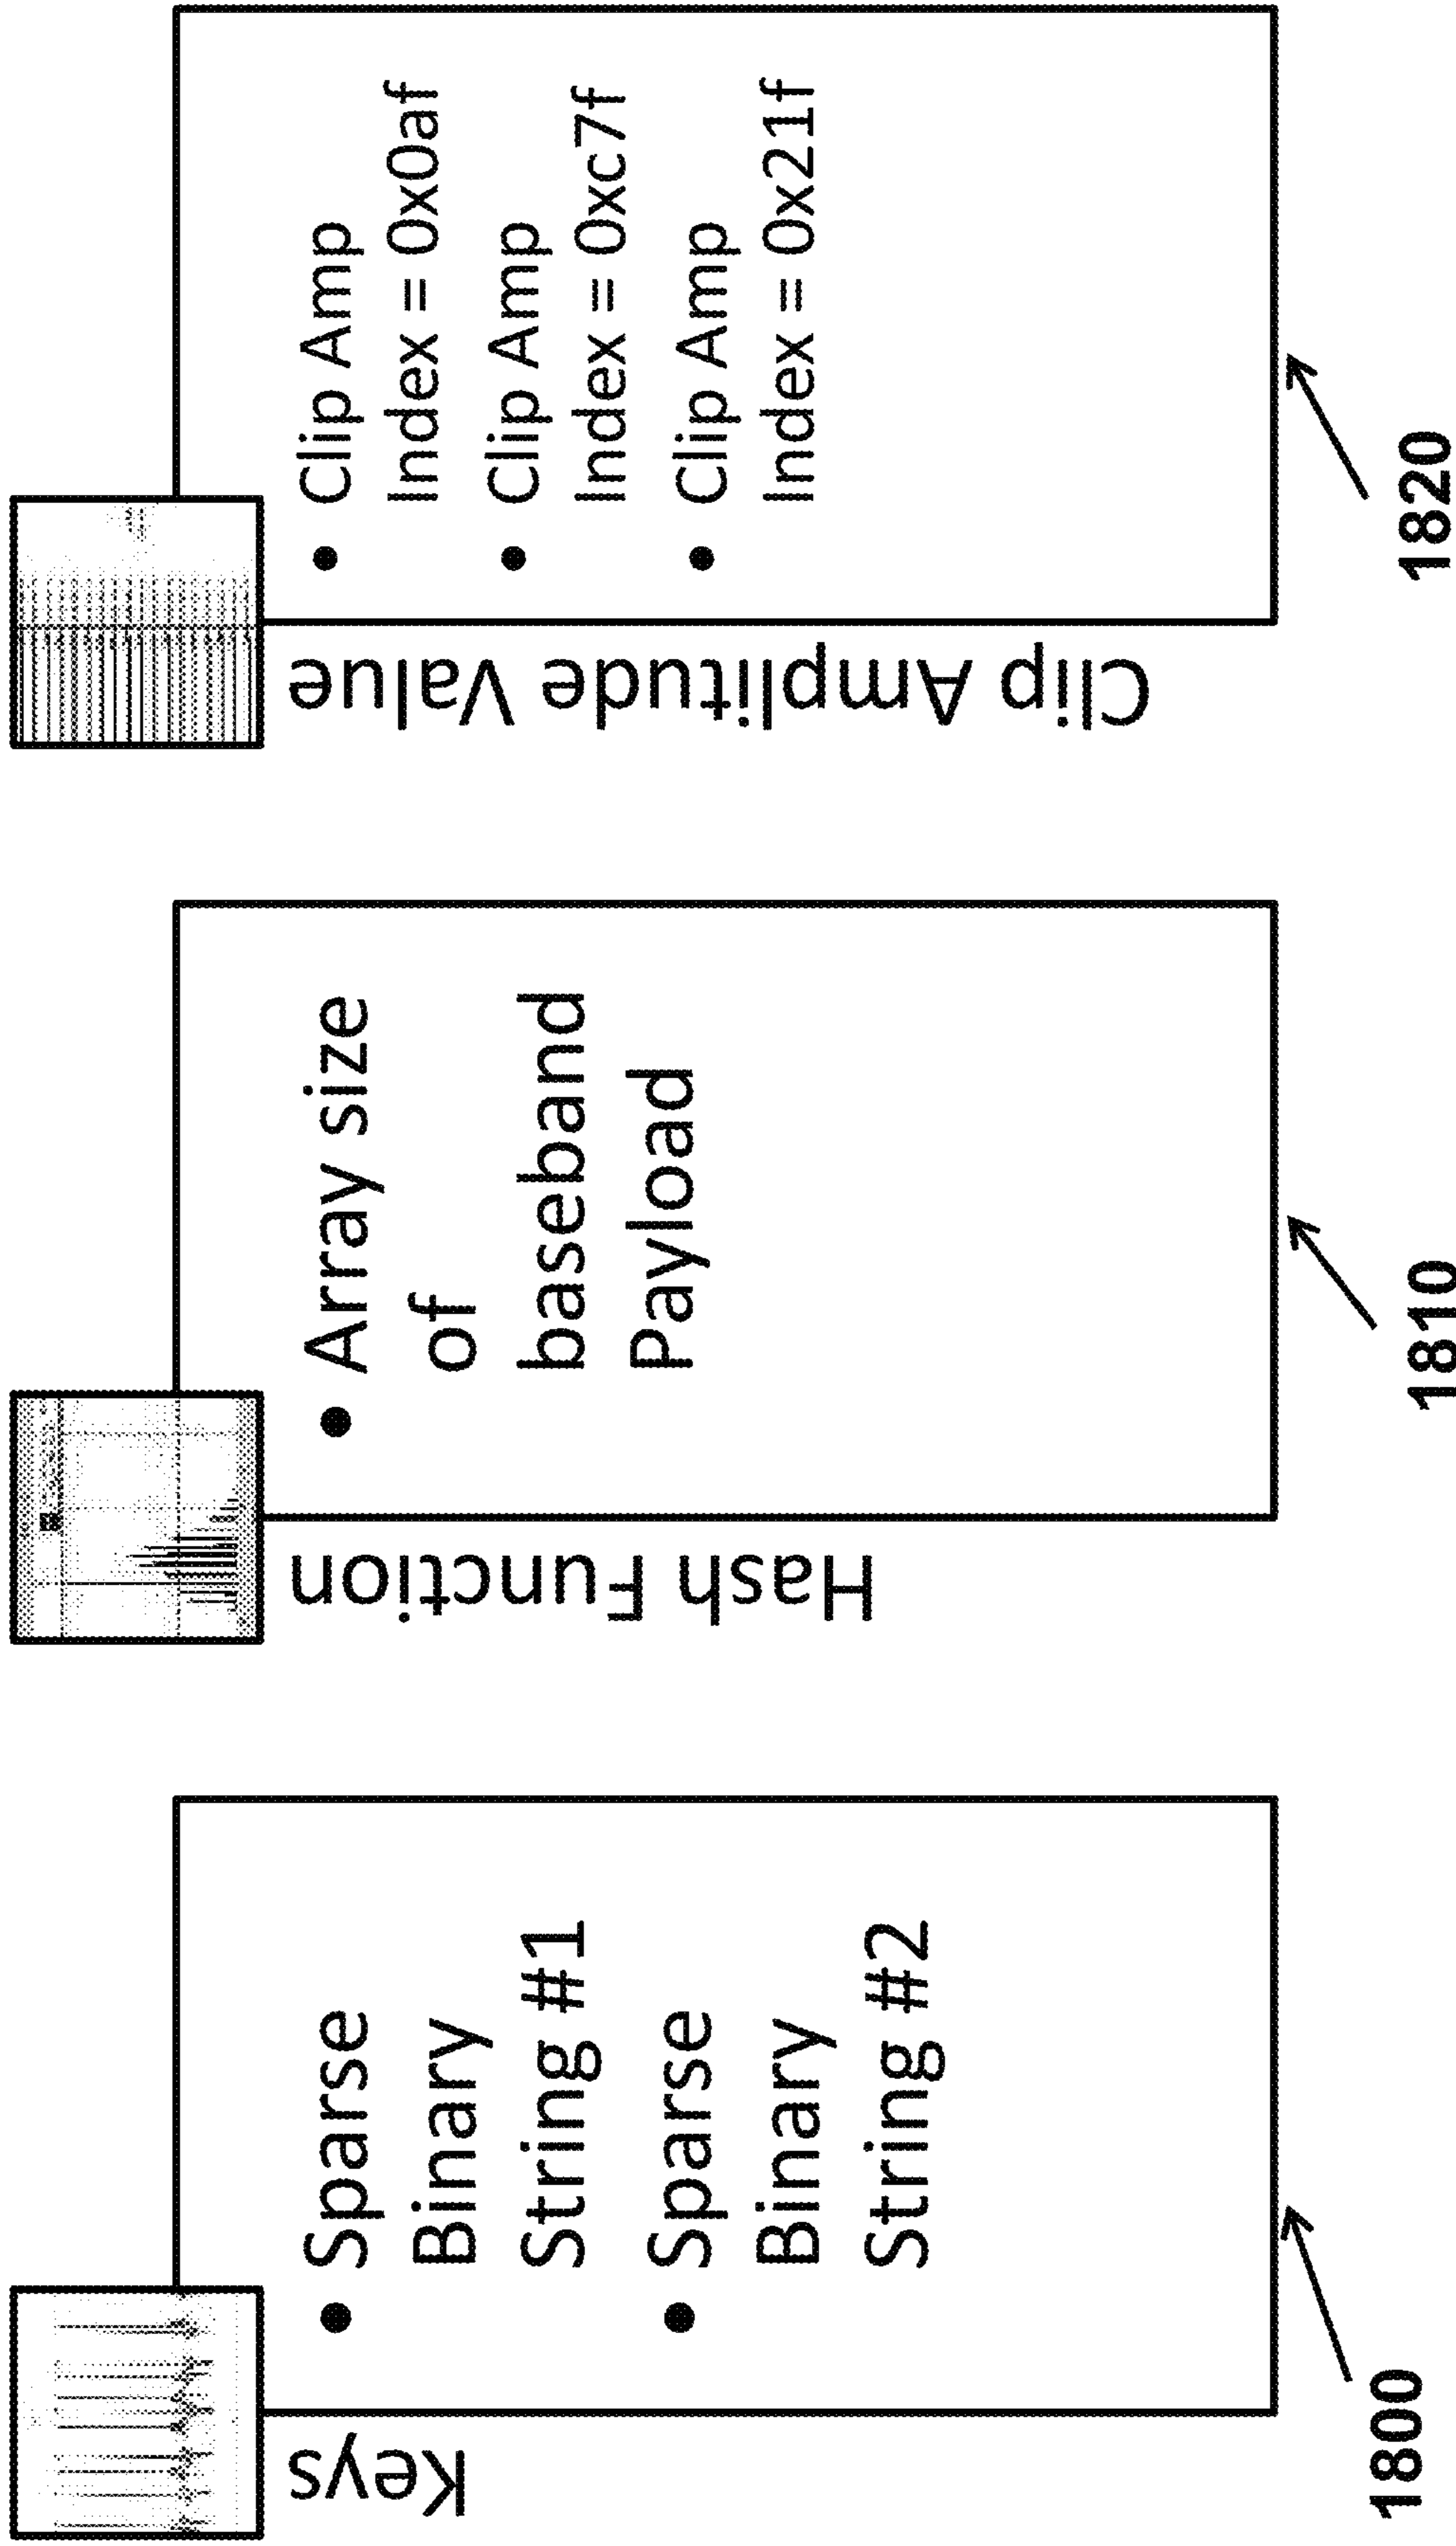 Keys
• Sparse
Binary
String #1
• Sparse
Binary
String #2
1800
Hash Function
• Array size
of
baseband
Payload
1810
Clip Amplitude Value
• Clip Amp
Index = 0x0af
• Clip Amp
Index = 0xc7f
• Clip Amp
Index = 0x21f
1820